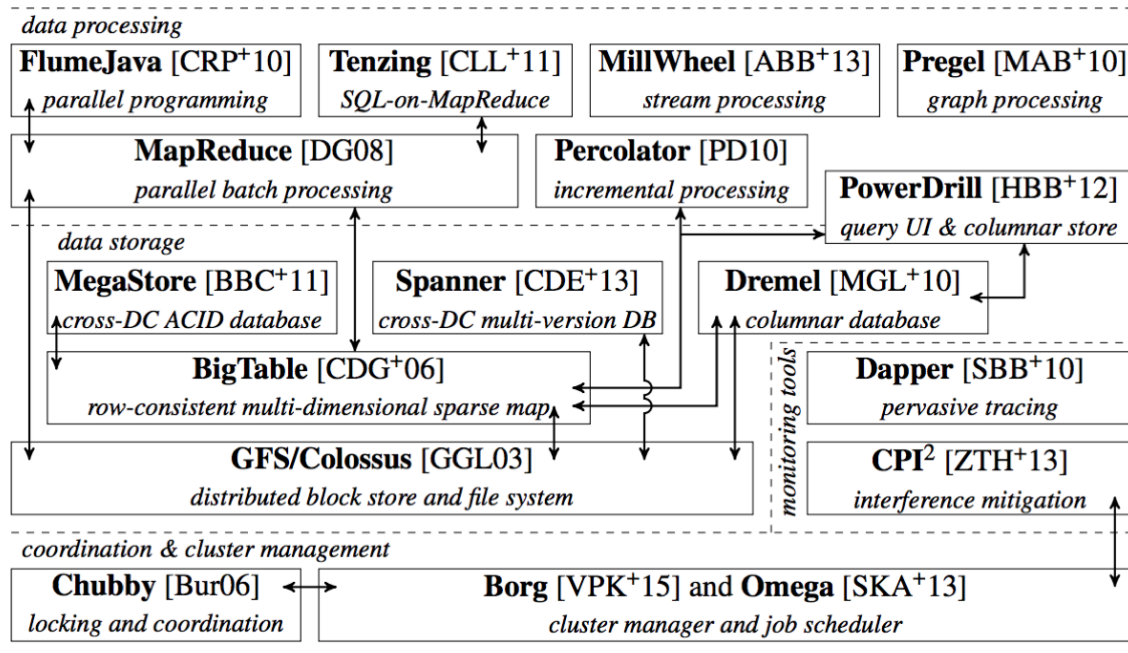 data processing
FlumeJava [CRP+10]
parallel programming
Tenzing [CLL+11]
SQL-on-MapReduce
MillWheel [ABB+13]
stream processing
Pregel [MAB+10]
graph processing
MapReduce [DG08]
parallel batch processing
Percolator [PD10]
incremental processing
PowerDrill [HBB+12]
query UI & columnar store
data storage
MegaStore [BBC+11]
cross-DC ACID database
Spanner [CDE+13]
cross-DC multi-version DB
Dremel [MGL+10]
columnar database
BigTable [CDG+06]
row-consistent multi-dimensional sparse map
GFS/Colossus [GGL03]
distributed block store and file system
monitoring tools
Dapper [SBB+10]
pervasive tracing
CPI2 [ZTH+13]
interference mitigation
coordination & cluster management
Chubby [Bur06]
locking and coordination
Borg [VPK+15] and Omega [SKA+13]
cluster manager and job scheduler